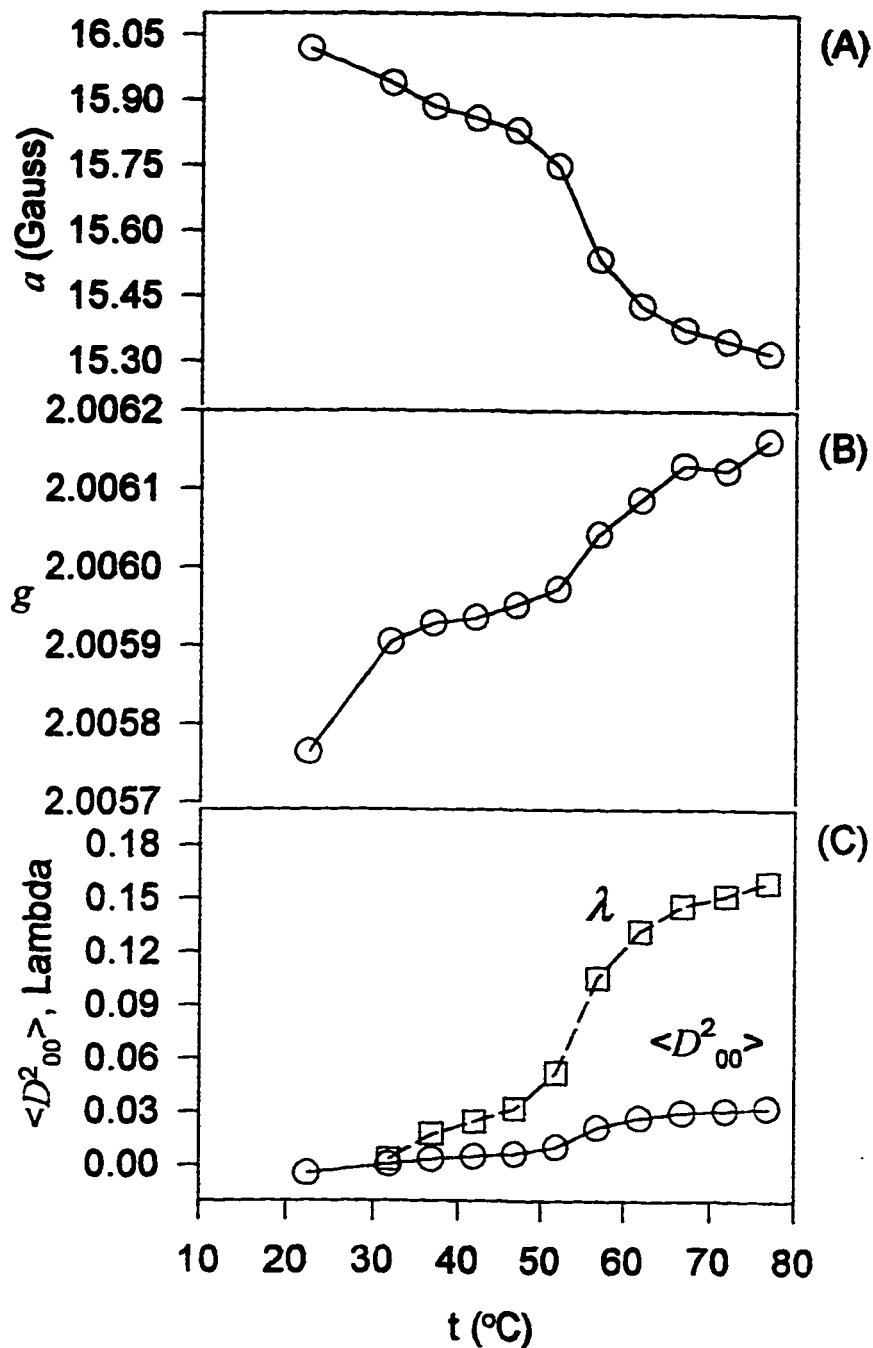 (A)
a (Gauss)
16.05
15.90
15.75
15.60
15.45
15.30
(B)
g
2.0062
2.0061
2.0060
2.0059
2.0058
2.0057
(C)
<D²₀₀>, Lambda
0.18
0.15
0.12
0.09
0.06
0.03
0.00
λ
<D²₀₀>
10 20 30 40 50 60 70 80
t (°C)